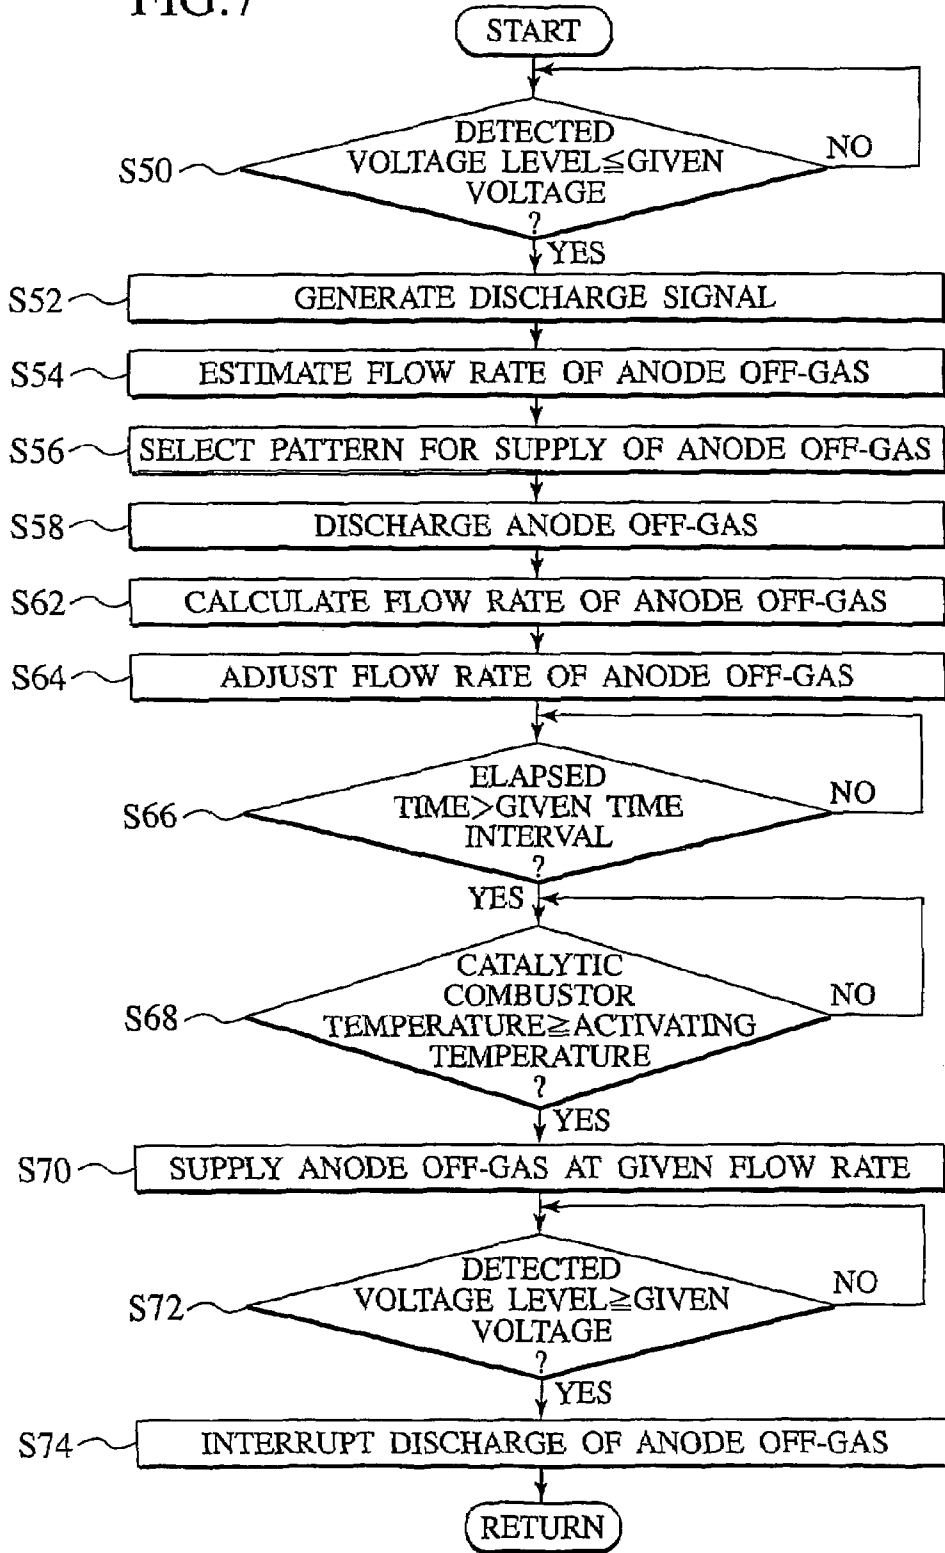 FIG.7
START
DETECTED
VOLTAGE LEVEL≦GIVEN
VOLTAGE
?
NO
S50
YES
S52
GENERATE DISCHARGE SIGNAL
S54
ESTIMATE FLOW RATE OF ANODE OFF-GAS
S56
SELECT PATTERN FOR SUPPLY OF ANODE OFF-GAS
S58
DISCHARGE ANODE OFF-GAS
S62
CALCULATE FLOW RATE OF ANODE OFF-GAS
S64
ADJUST FLOW RATE OF ANODE OFF-GAS
ELAPSED
TIME>GIVEN TIME
INTERVAL
?
NO
S66
YES
CATALYTIC
COMBUSTOR
TEMPERATURE≧ACTIVATING
TEMPERATURE
?
NO
S68
YES
S70
SUPPLY ANODE OFF-GAS AT GIVEN FLOW RATE
DETECTED
VOLTAGE LEVEL≧GIVEN
VOLTAGE
?
NO
S72
YES
S74
INTERRUPT DISCHARGE OF ANODE OFF-GAS
RETURN